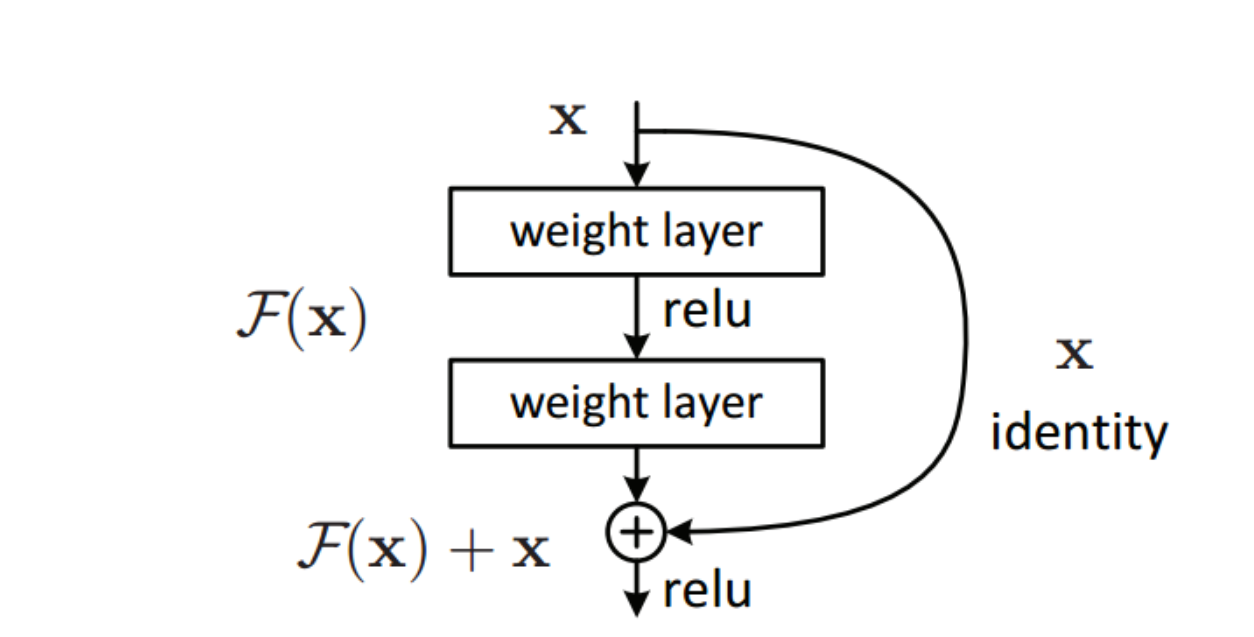 x
weight layer
relu
F(x)
x
weight layer
identity
F(x) + x
relu